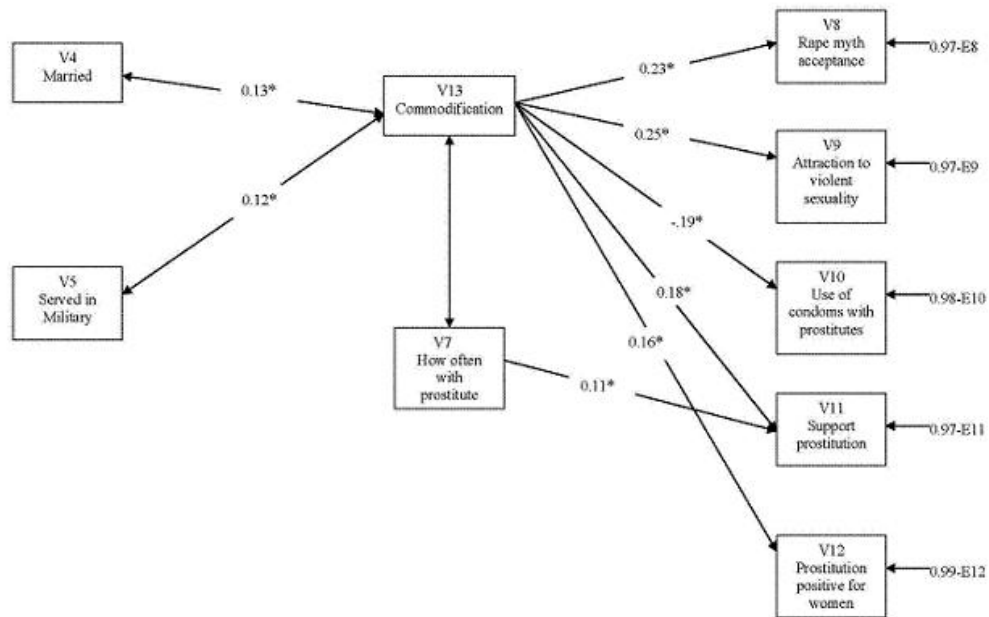 V4
Married
0.13*
V5
Served in
Military
0.12*
V13
Commodification
V7
How often
with
prostitute
0.23*
0.25*
-.19*
0.18*
0.16*
0.11*
V8
Rape myth
acceptance
0.97-E8
V9
Attraction to
violent
sexuality
0.97-E9
V10
Use of
condoms with
prostitutes
0.98-E10
V11
Support
prostitution
0.97-E11
V12
Prostitution
positive for
women
0.99-E12